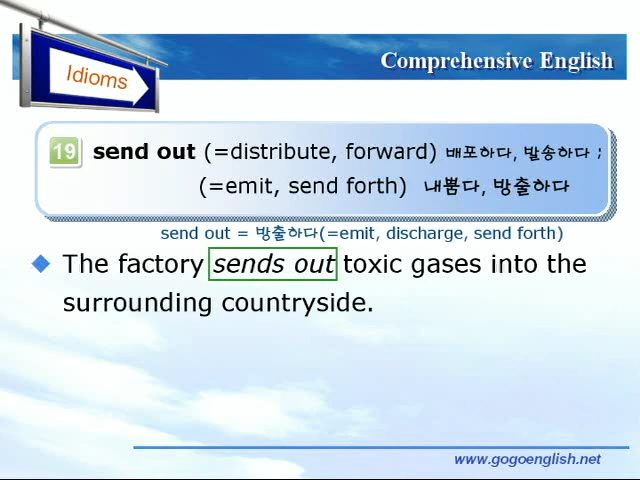 Idioms
Comprehensive English
19 send out (=distribute, forward) 배포하다, 발송하다 ;
(=emit, send forth) 내뿜다, 방출하다
send out = 방출하다(=emit, discharge, send forth)
The factory sends out toxic gases into the
surrounding countryside.
www.gogoenglish.net